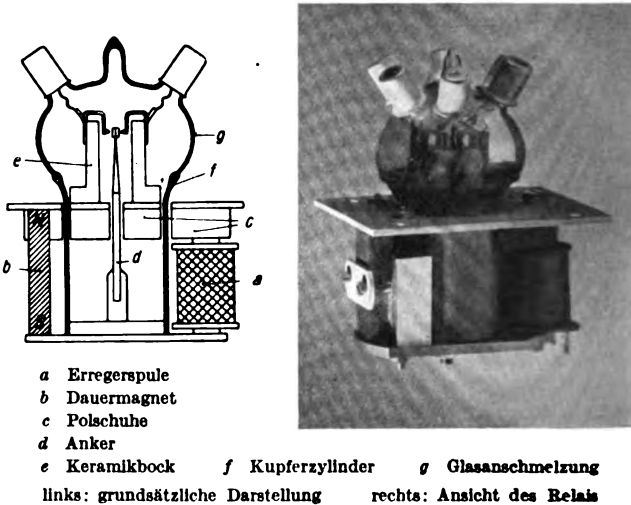 g
e
f
c
b
d
a
a Erregerspule
b Dauermagnet
c Polschuhe
d Anker
e Keramikbock f Kupferzylinder g Glasanschmelzung
links: grundsätzliche Darstellung rechts: Ansicht des Relais